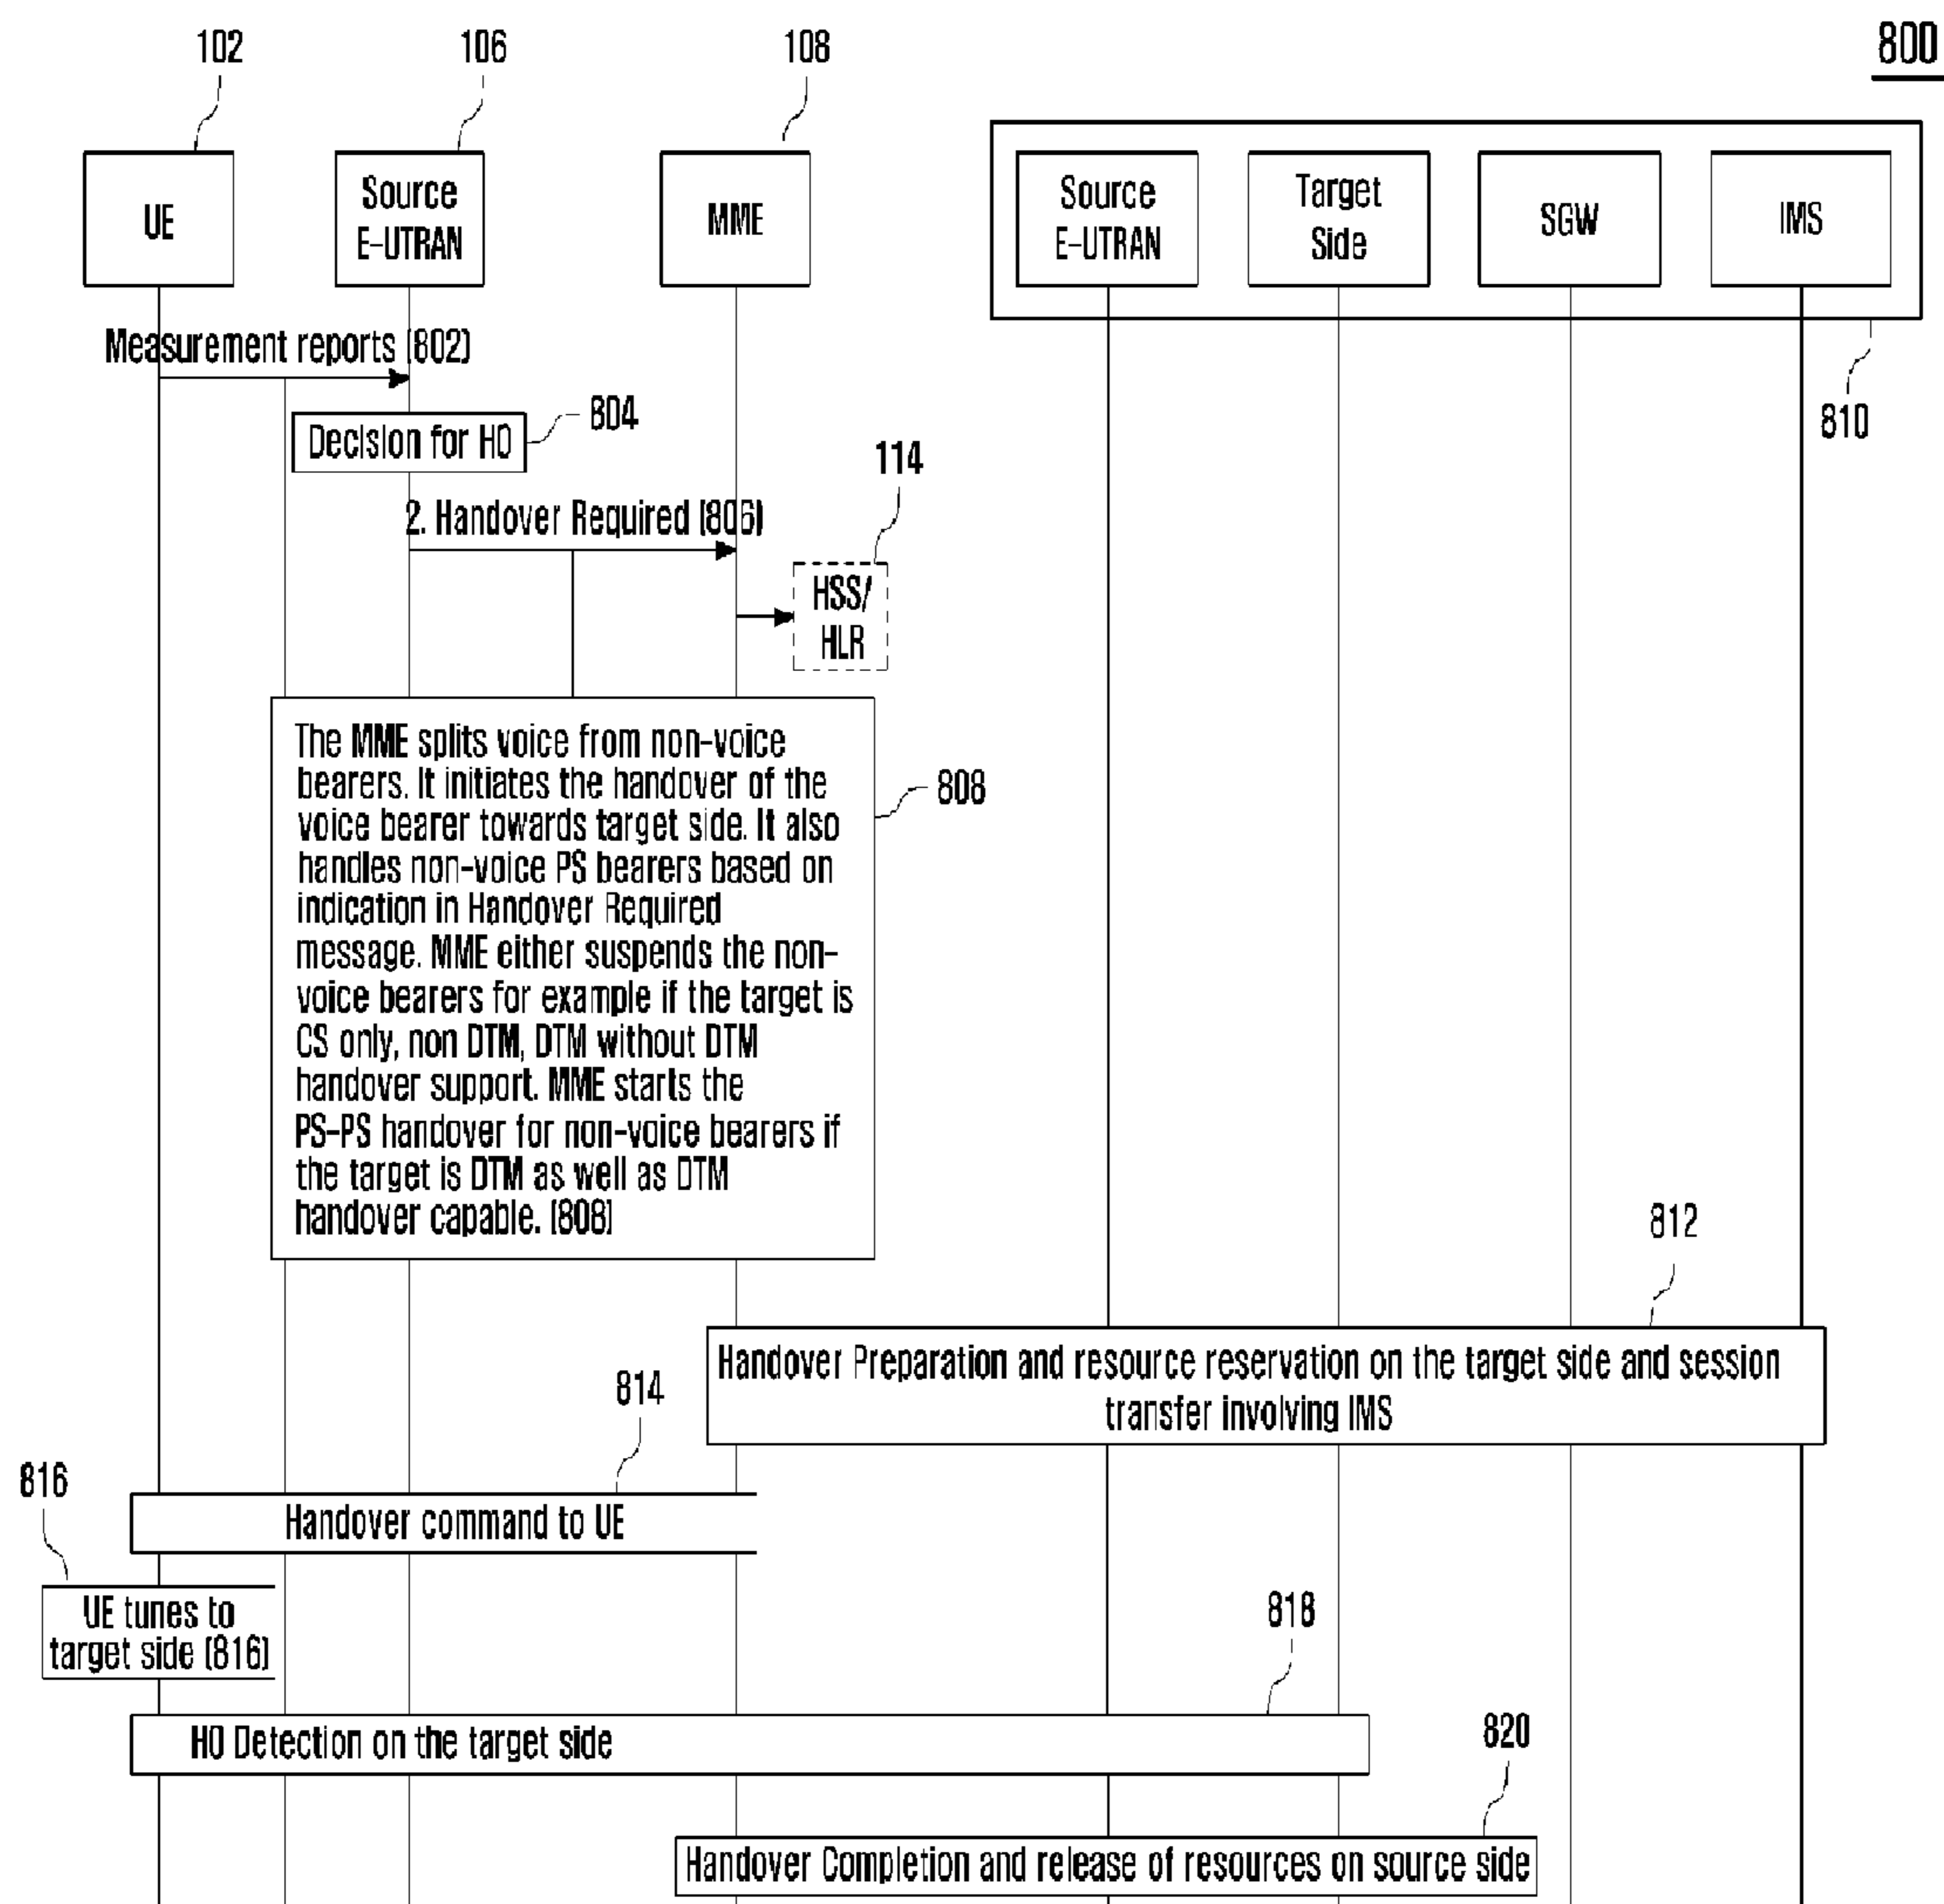 102
106
108
800
UE
Source
E-UTRAN
MME
Source
E-UTRAN
Target
Side
SGW
IMS
Measurement reports (802)
810
Decision for HO
804
114
2. Handover Required (806)
HSS/
HLR
The MME splits voice from non-voice
bearers. It initiates the handover of the
voice bearer towards target side. It also
handles non-voice PS bearers based on
indication in Handover Required
message. MME either suspends the non-
voice bearers for example if the target is
CS only, non DTM, DTM without DTM
handover support. MME starts the
PS-PS handover for non-voice bearers if
the target is DTM as well as DTM
handover capable. (808)
808
812
Handover Preparation and resource reservation on the target side and session
transfer involving IMS
814
816
Handover command to UE
UE tunes to
target side (816)
818
HO Detection on the target side
820
Handover Completion and release of resources on source side